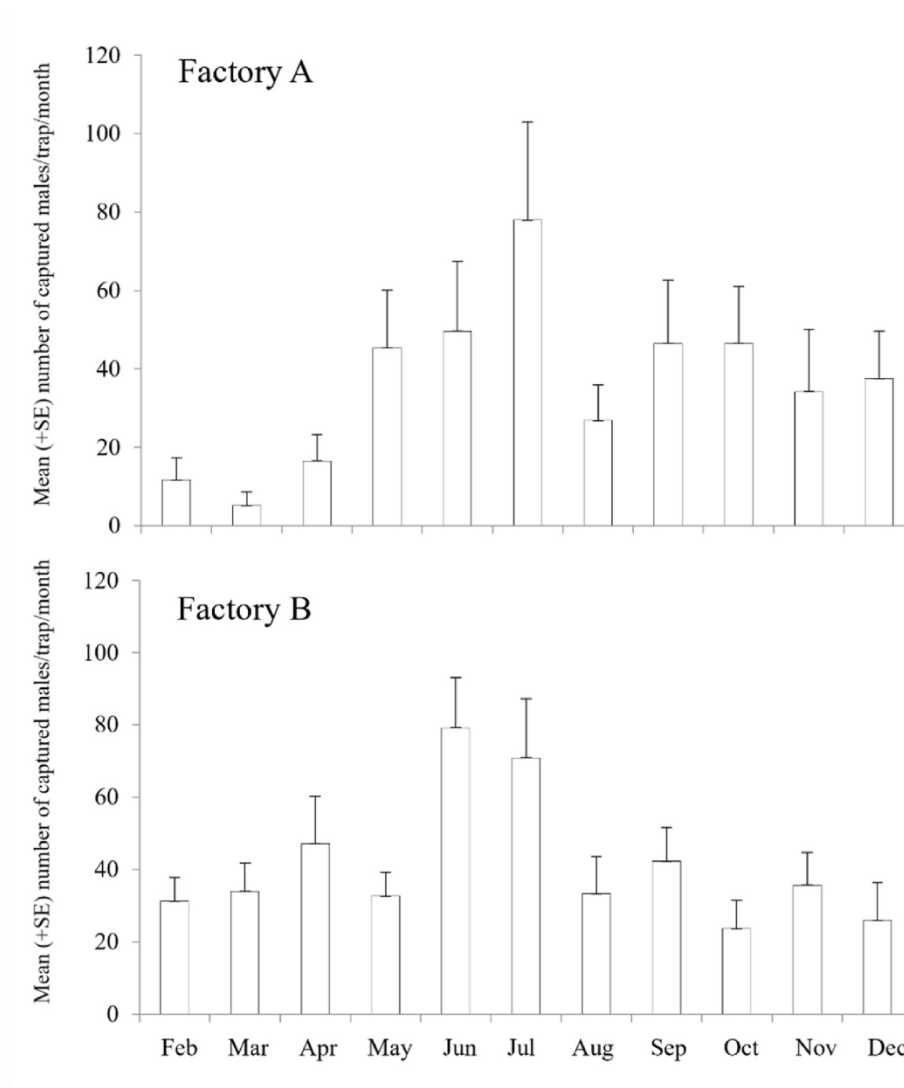 Factory A
Mean (+SE) number of captured males/trap/month
120
100
80
60
40
20
0
Factory B
Mean (+SE) number of captured males/trap/month
120
100
80
60
40
20
0
Feb Mar Apr May Jun Jul Aug Sep Oct Nov Dec